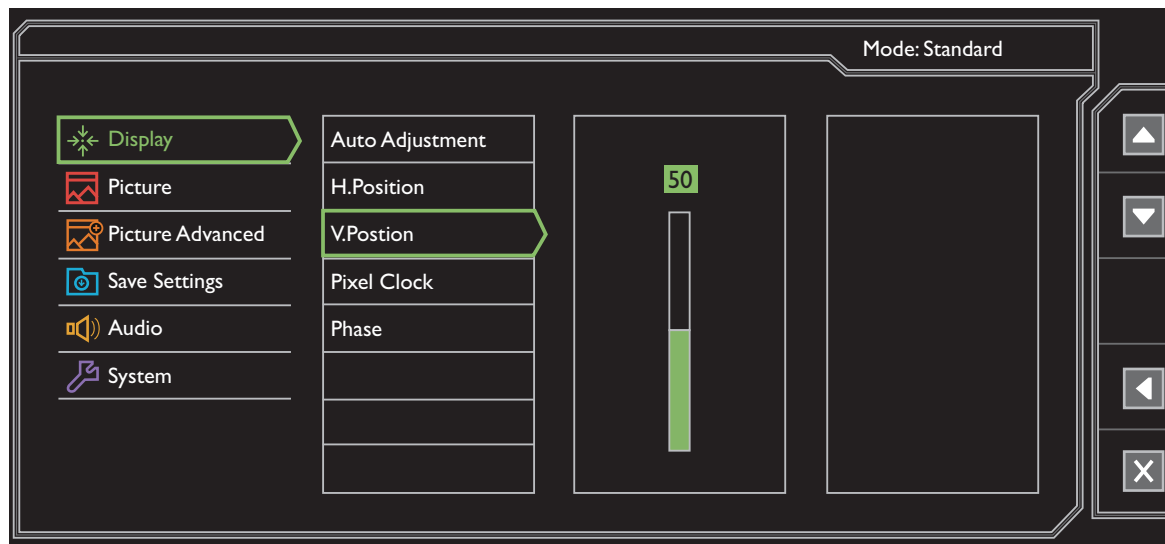 Mode: Standard
Display
Picture
Picture Advanced
Save Settings
Audio
System
Auto Adjustment
H.Position
V.Postion
Pixel Clock
Phase
50
X